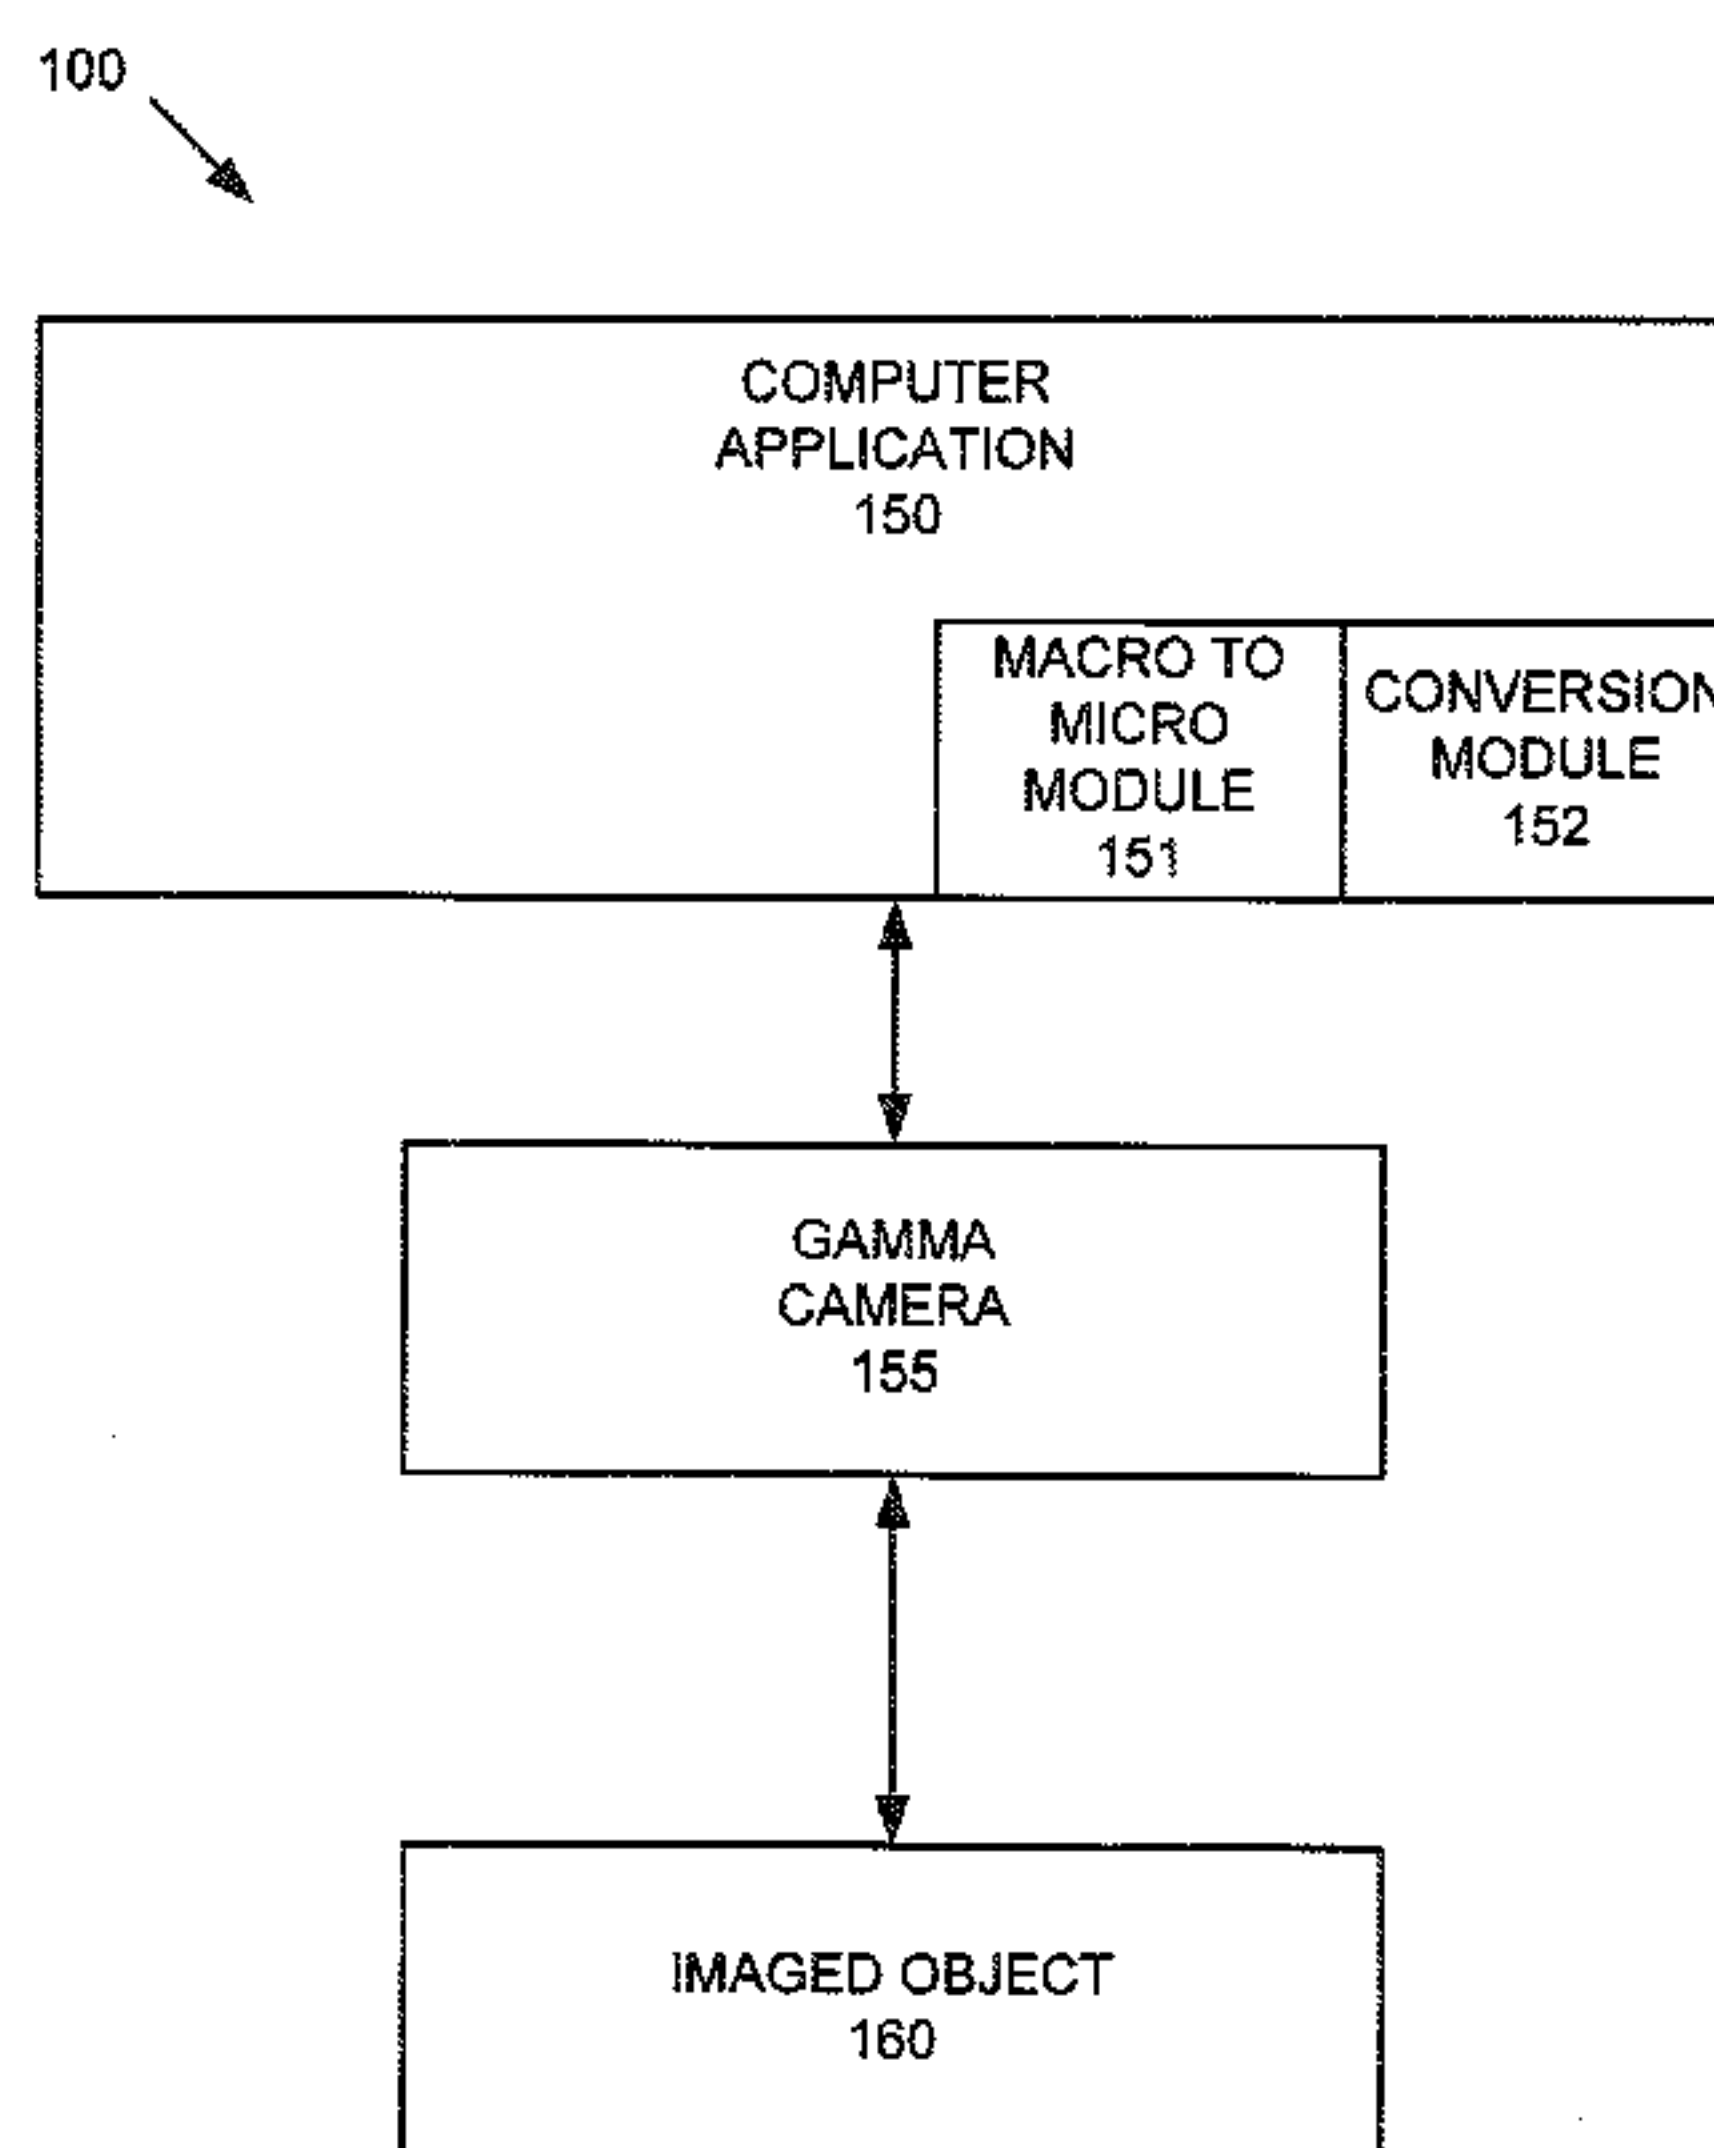 100
COMPUTER
APPLICATION
150
MACRO TO
MICRO
MODULE
151
CONVERSION
MODULE
152
GAMMA
CAMERA
155
IMAGED OBJECT
160